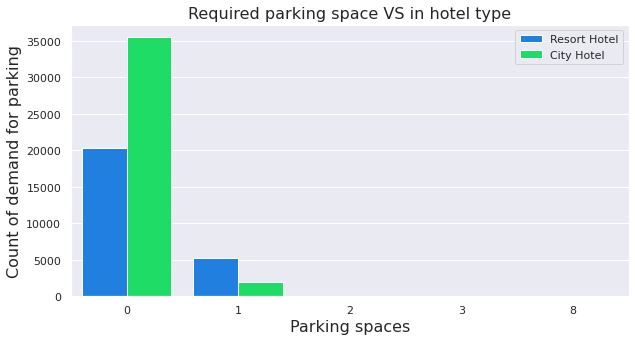 Required parking space VS in hotel type
Resort Hotel
City Hotel
Count of demand for parking
35000
30000
25000
20000
15000
10000
5000
0
0 1 2 3 8
Parking spaces